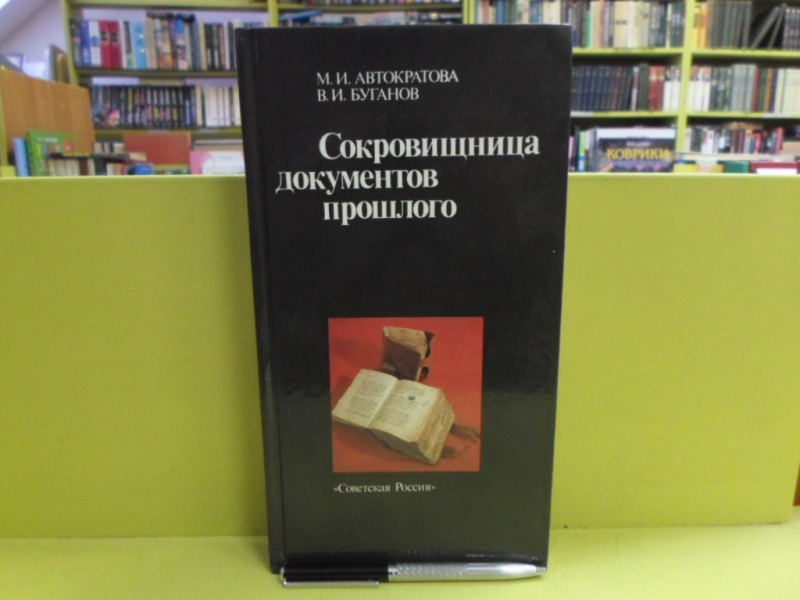 М. И. АВТОКРАТОВА
В. И. БУГАНОВ
Сокровищница
документов
прошлого
«Советская Россия»
КОВРИКИ